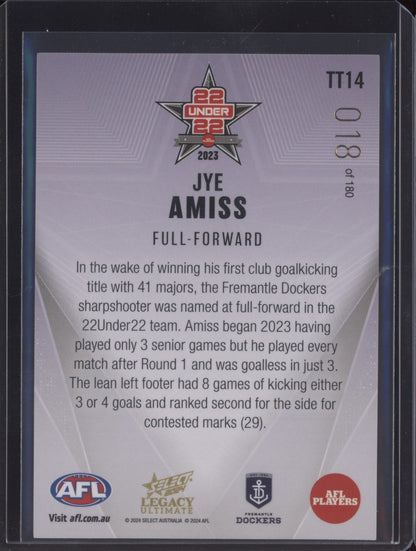 TT14
018 of 180
22
UNDER
22
2023
JYE
AMISS
FULL-FORWARD
In the wake of winning his first club goalkicking
title with 41 majors, the Fremantle Dockers
sharpshooter was named at full-forward in the
22Under22 team. Amiss began 2023 having
played only 3 senior games but he played every
match after Round 1 and was goalless in just 3.
The lean left footer had 8 games of kicking either
3 or 4 goals and ranked second for the side for
contested marks (29).
AFL
Visit afl.com.au
SELECT
LEGACY
ULTIMATE
© 2024 SELECT AUSTRALIA © 2024 AFL
FREMANTLE
DOCKERS
AFL
PLAYERS